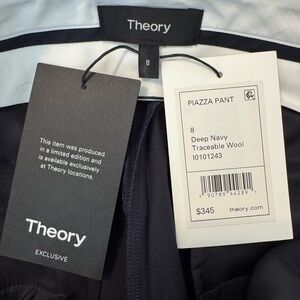 Theory
8
This item was produced
in a limited edition and
is available exclusively
at Theory locations.
Theory
EXCLUSIVE
PIAZZA PANT
8
Deep Navy
Traceable Wool
I0101243
$345
theory.com